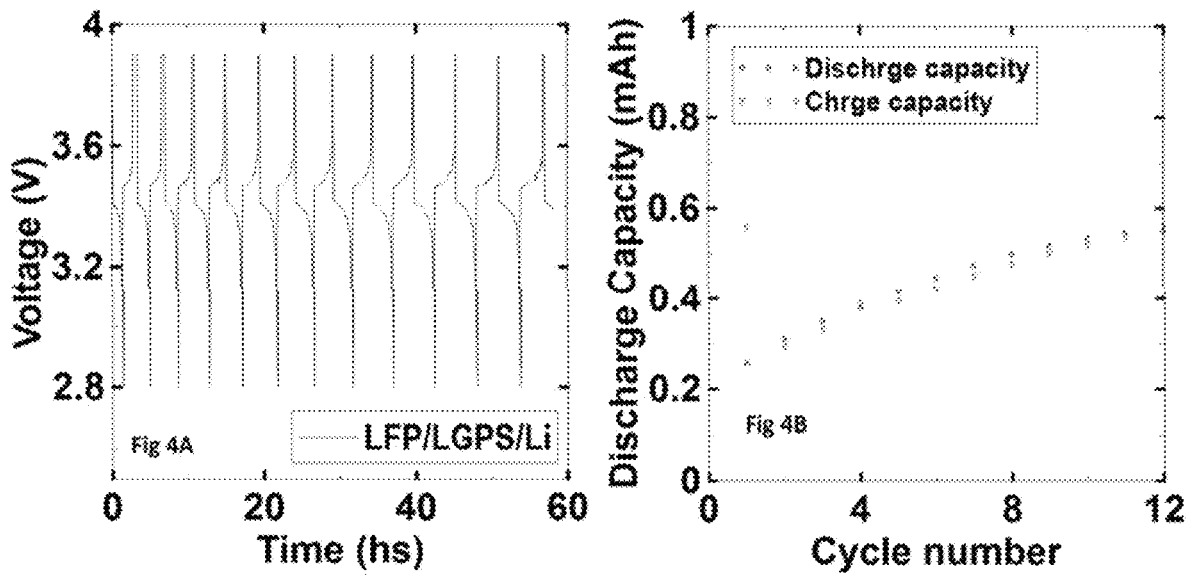 4
3.6
3.2
2.8
Voltage (V)
Fig 4A
LFP/LGPS/Li
0
20
40
60
Time (hs)
1
0.8
0.6
0.4
0.2
0
Discharge Capacity (mAh)
Dischrge capacity
Chrge capacity
Fig 4B
0
4
8
12
Cycle number